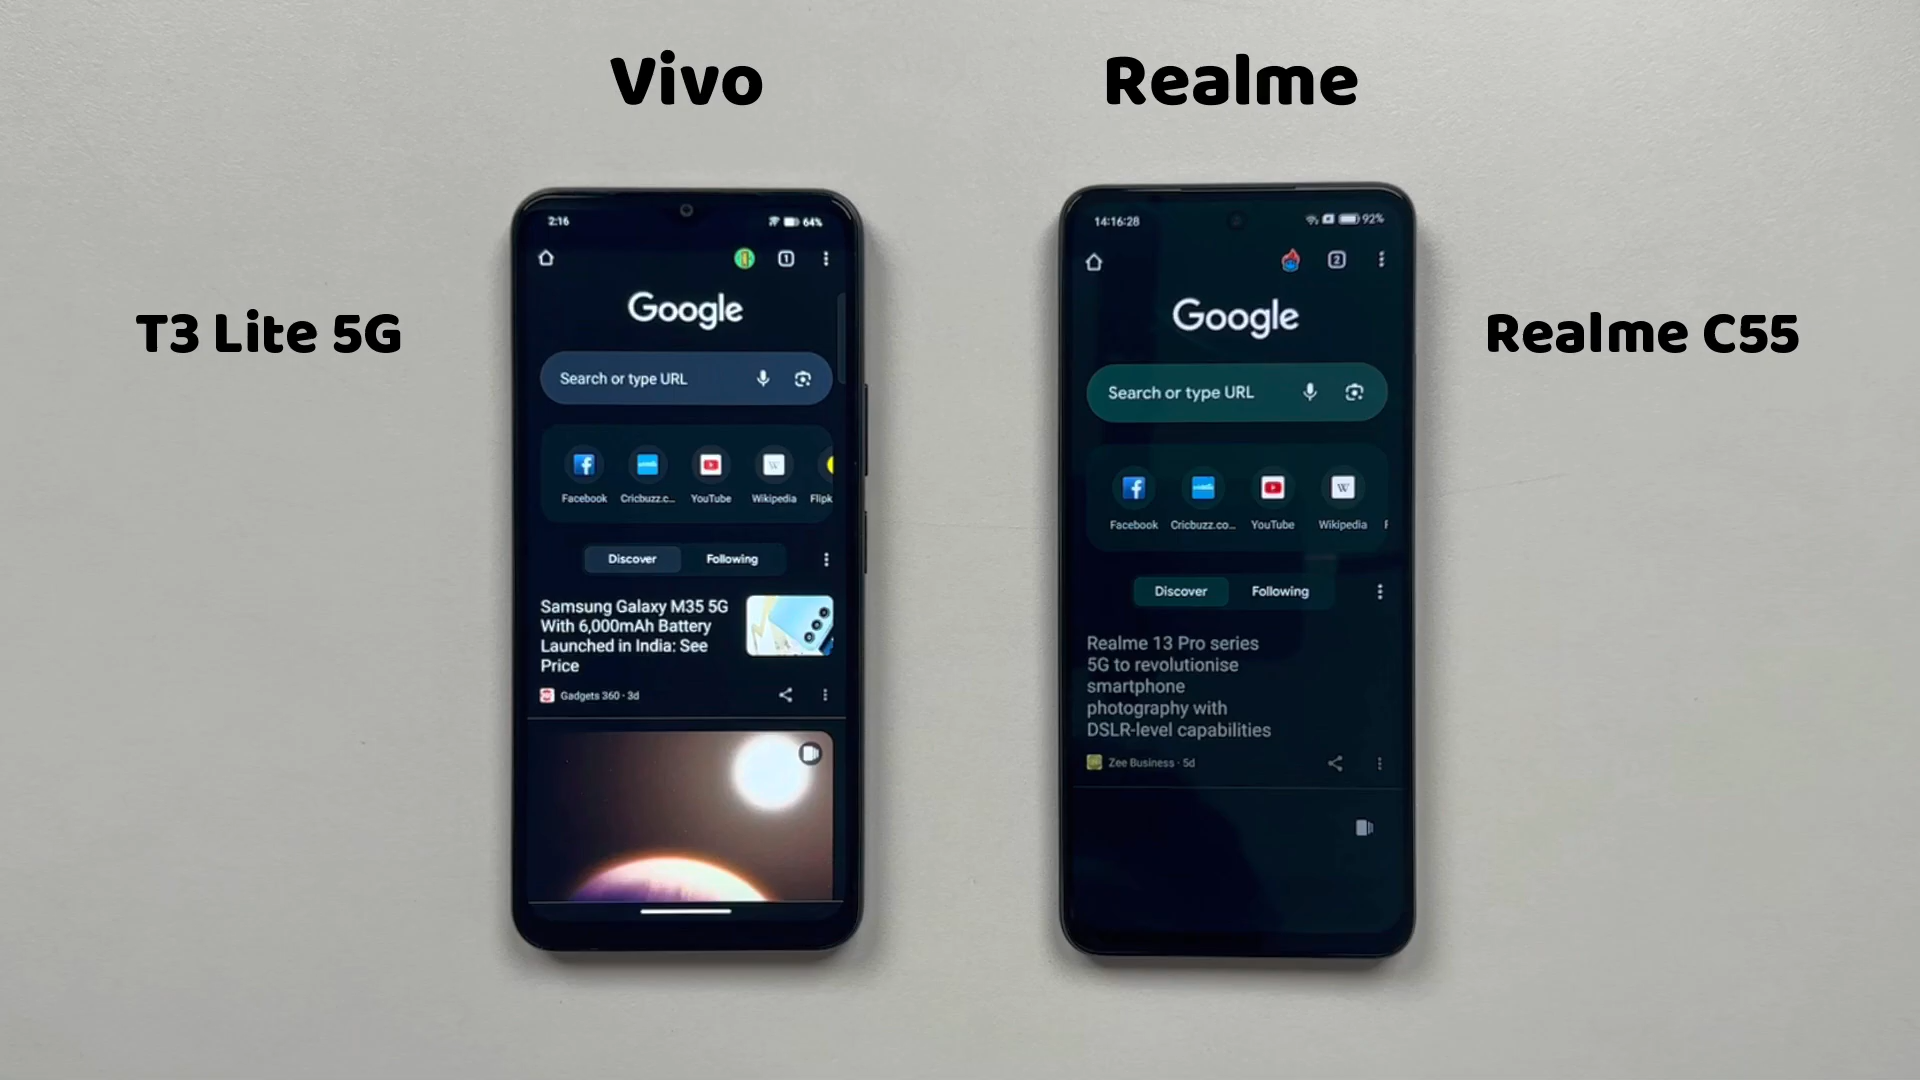 Vivo
Realme
T3 Lite 5G
Realme C55
2:16
64%
1
Google
Search or type URL
Facebook
Cricbuzz.c...
YouTube
W
Wikipedia
Flipk
Discover
Following
Samsung Galaxy M35 5G
With 6,000mAh Battery
Launched in India: See
Price
Gadgets 360 · 3d
14:16:28
92%
2
Google
Search or type URL
Facebook
Cricbuzz.co...
YouTube
W
Wikipedia
F
Discover
Following
Realme 13 Pro series
5G to revolutionise
smartphone
photography with
DSLR-level capabilities
Zee Business · 5d